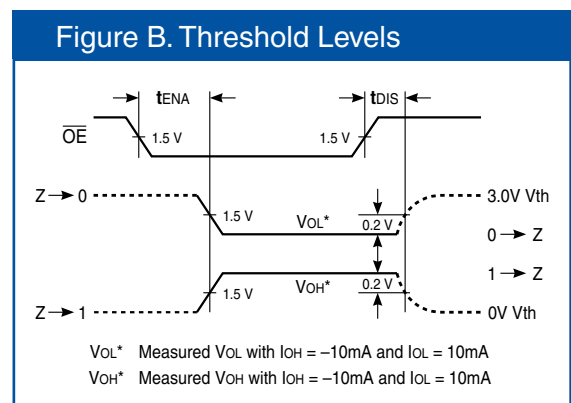 Figure B. Threshold Levels
tENA tDIS
OE 1.5 V 1.5 V
Z → 0 3.0V Vth
1.5 V VOL* 0.2 V
0 → Z
1 → Z
1.5 V VOH* 0.2 V
Z → 1 0V Vth
VOL* Measured VOL with IOH = –10mA and IOL = 10mA
VOH* Measured VOH with IOH = –10mA and IOL = 10mA